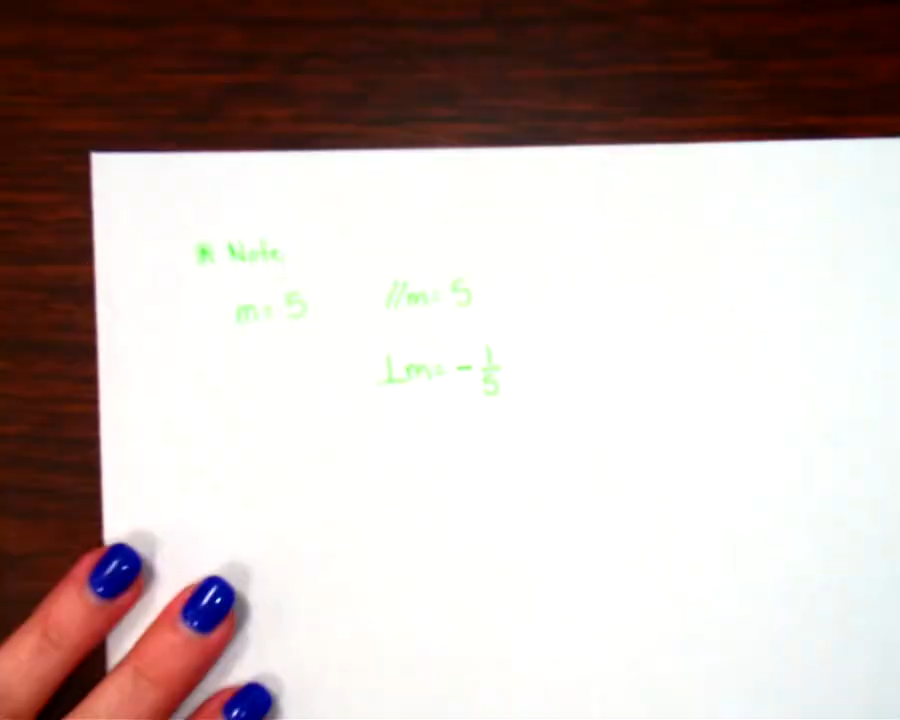 * Note
m = 5 //m = 5
⊥m = - 1/5